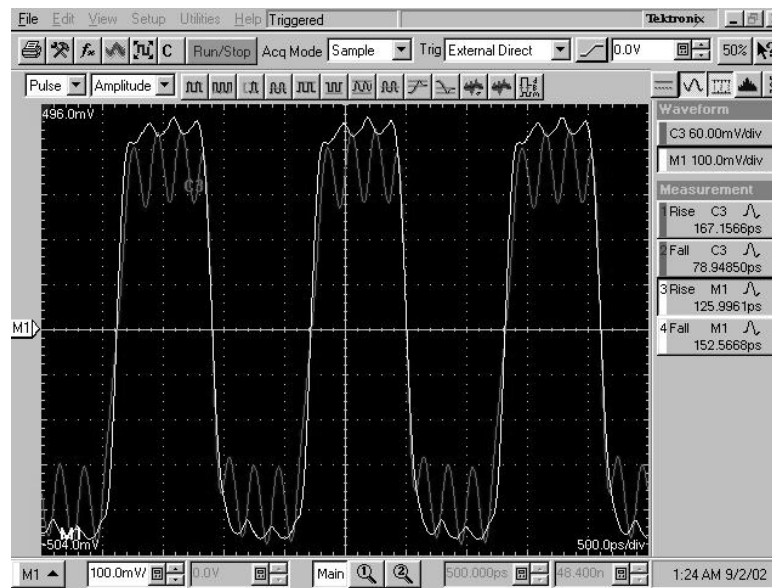 File Edit View Setup Utilities Help Triggered Tektronix
C Run/Stop Acq Mode Sample Trig External Direct 0.0V 50%
Pulse Amplitude
496.0mV
Waveform
C3 60.00mV/div
M1 100.0mV/div
C3
Measurement
1 Rise C3
167.1566ps
2 Fall C3
78.94850ps
3 Rise M1
125.9961ps
4 Fall M1
152.5668ps
M1
M1
-504.0mV 500.0ps/div
M1 100.0mV/ 0.0V Main 1 2 500.000ps 48.400n 1:24 AM 9/2/02